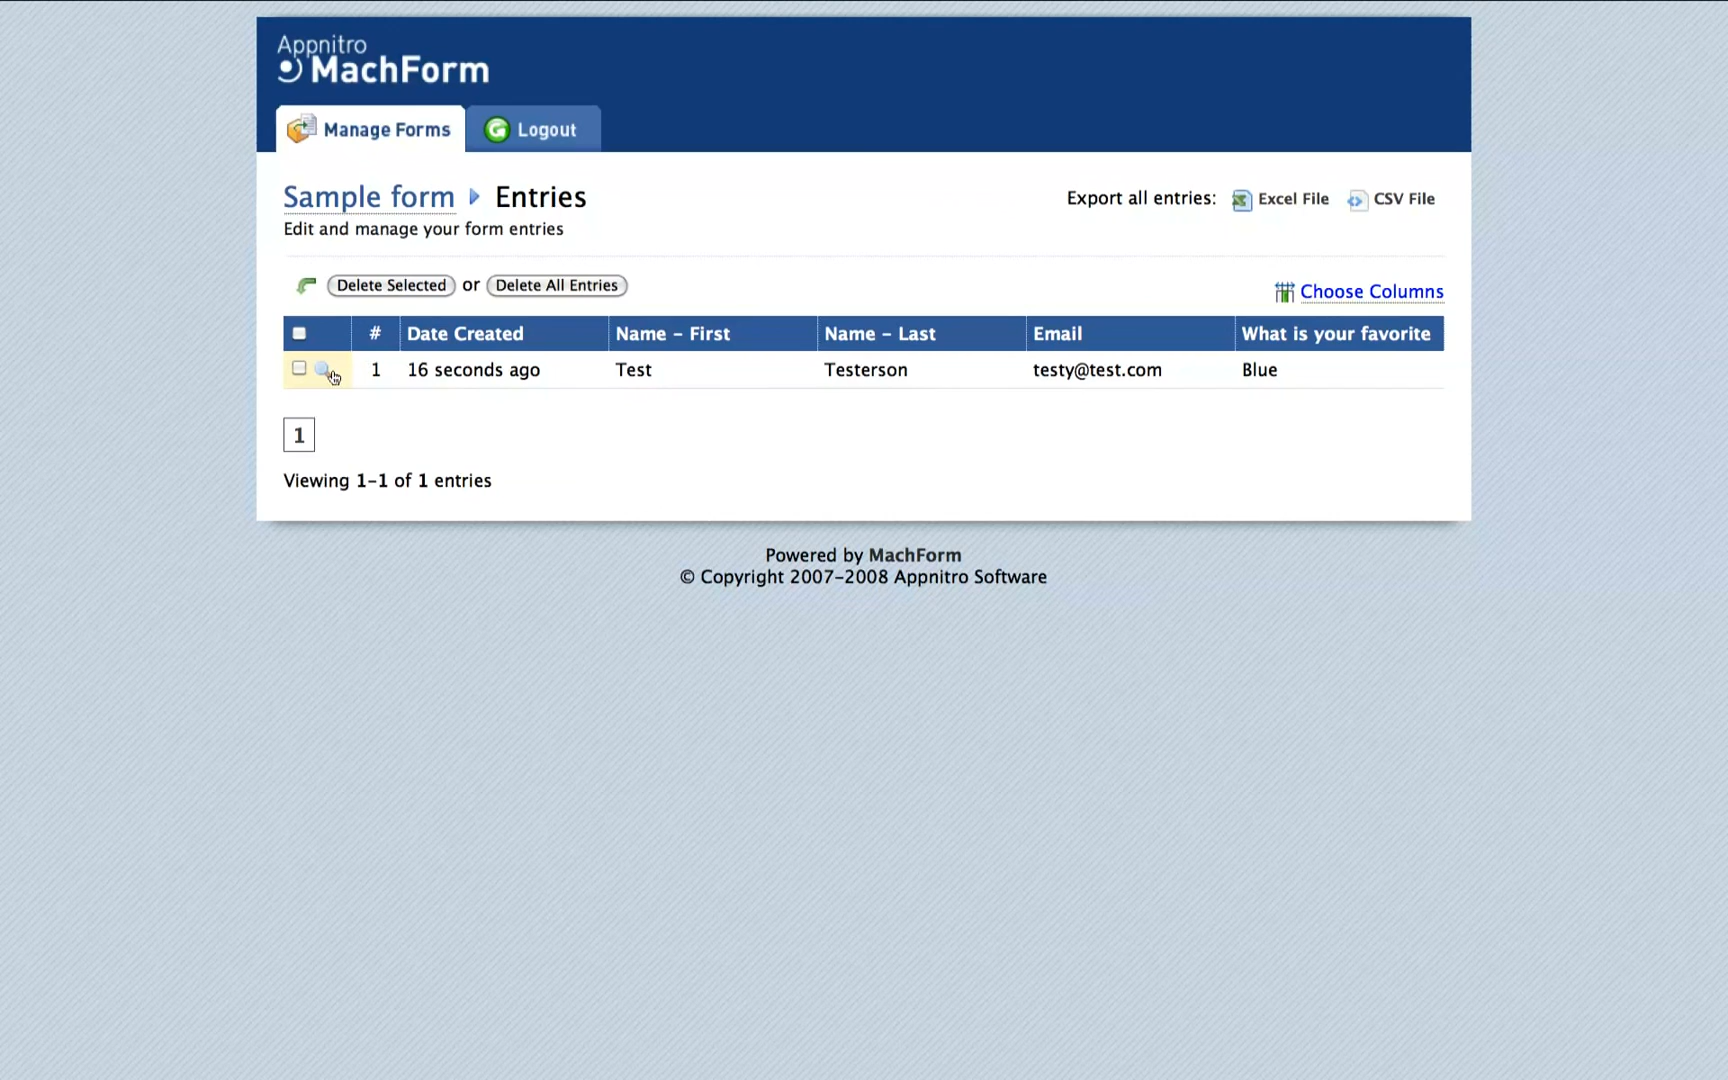 Appnitro
MachForm
Manage Forms Logout
Sample form Entries
Export all entries: Excel File CSV File
Edit and manage your form entries
Delete Selected or Delete All Entries
Choose Columns
# Date Created Name – First Name – Last Email What is your favorite
1 16 seconds ago Test Testerson testy@test.com Blue
1
Viewing 1–1 of 1 entries
Powered by MachForm
© Copyright 2007–2008 Appnitro Software